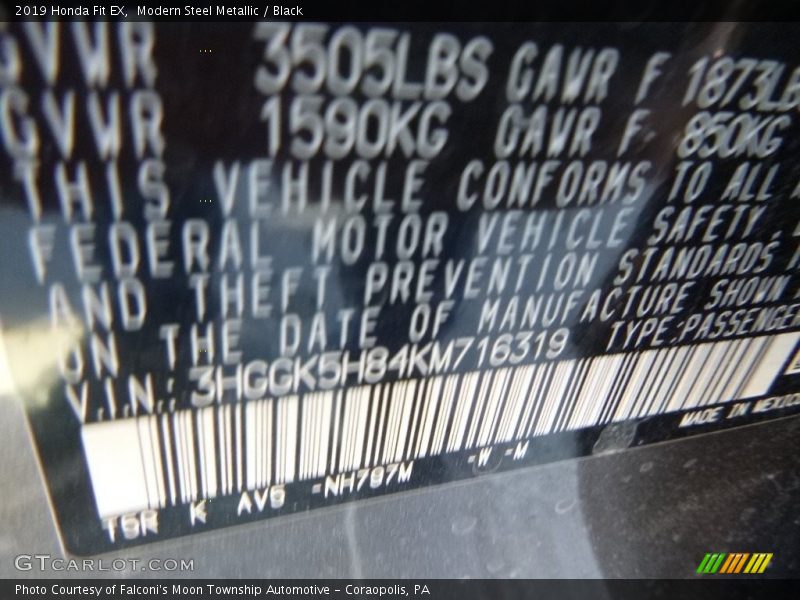 2019 Honda Fit EX, Modern Steel Metallic / Black
GVWR 3505LBS GAWR F 1873LB
GVWR 1590KG GAWR F 850KG
THIS VEHICLE CONFORMS TO ALL
FEDERAL MOTOR VEHICLE SAFETY,
AND THEFT PREVENTION STANDARDS
ON THE DATE OF MANUFACTURE SHOWN
V.I.N.: 3HGGK5H84KM716319 TYPE:PASSENGER
MADE IN MEXICO
T5R K AV5 -NH797M -W -M
GTCARLOT.COM
Photo Courtesy of Falconi's Moon Township Automotive – Coraopolis, PA